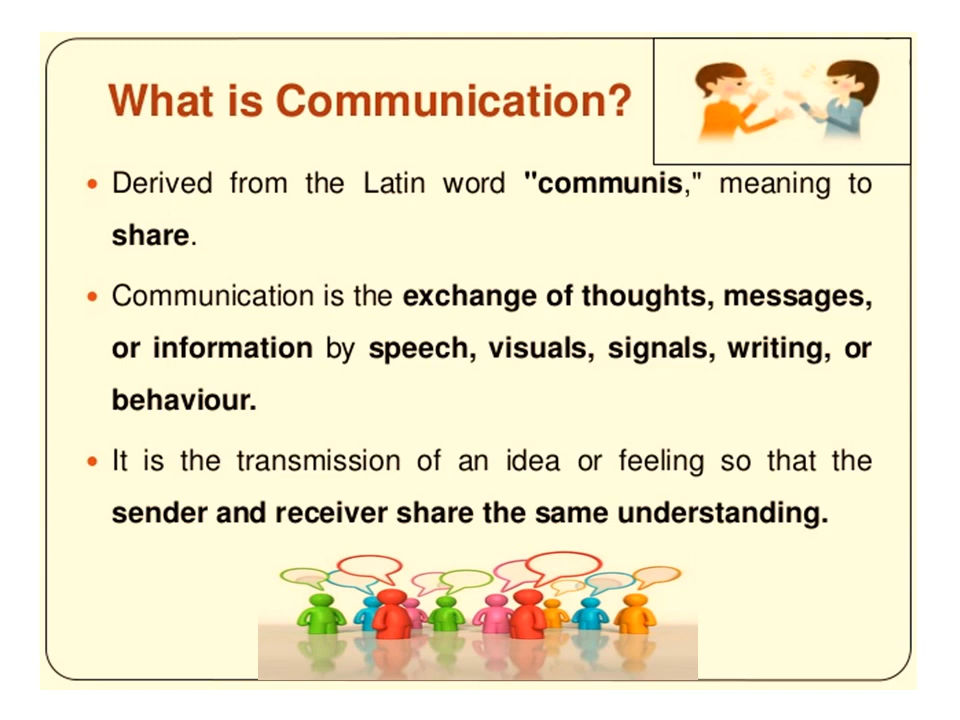 What is Communication?
Derived from the Latin word "communis," meaning to
share.
Communication is the exchange of thoughts, messages,
or information by speech, visuals, signals, writing, or
behaviour.
It is the transmission of an idea or feeling so that the
sender and receiver share the same understanding.